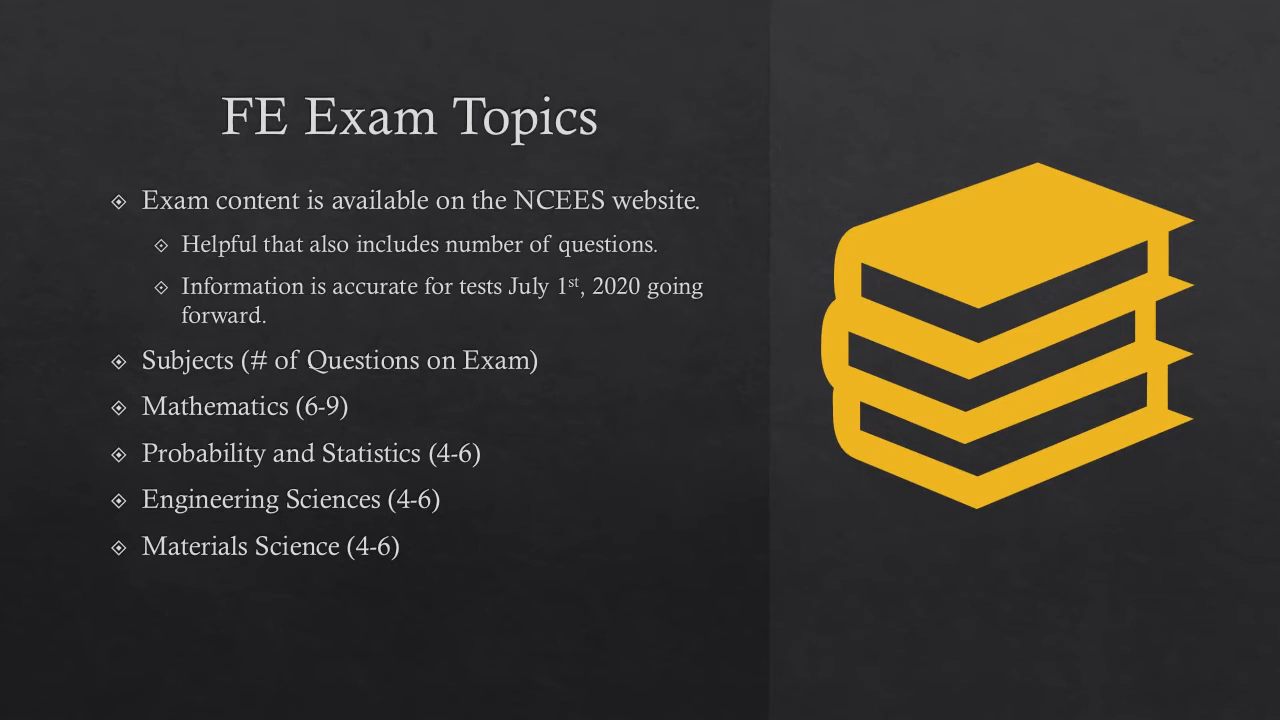 FE Exam Topics
Exam content is available on the NCEES website.
Helpful that also includes number of questions.
Information is accurate for tests July 1st, 2020 going
forward.
Subjects (# of Questions on Exam)
Mathematics (6-9)
Probability and Statistics (4-6)
Engineering Sciences (4-6)
Materials Science (4-6)